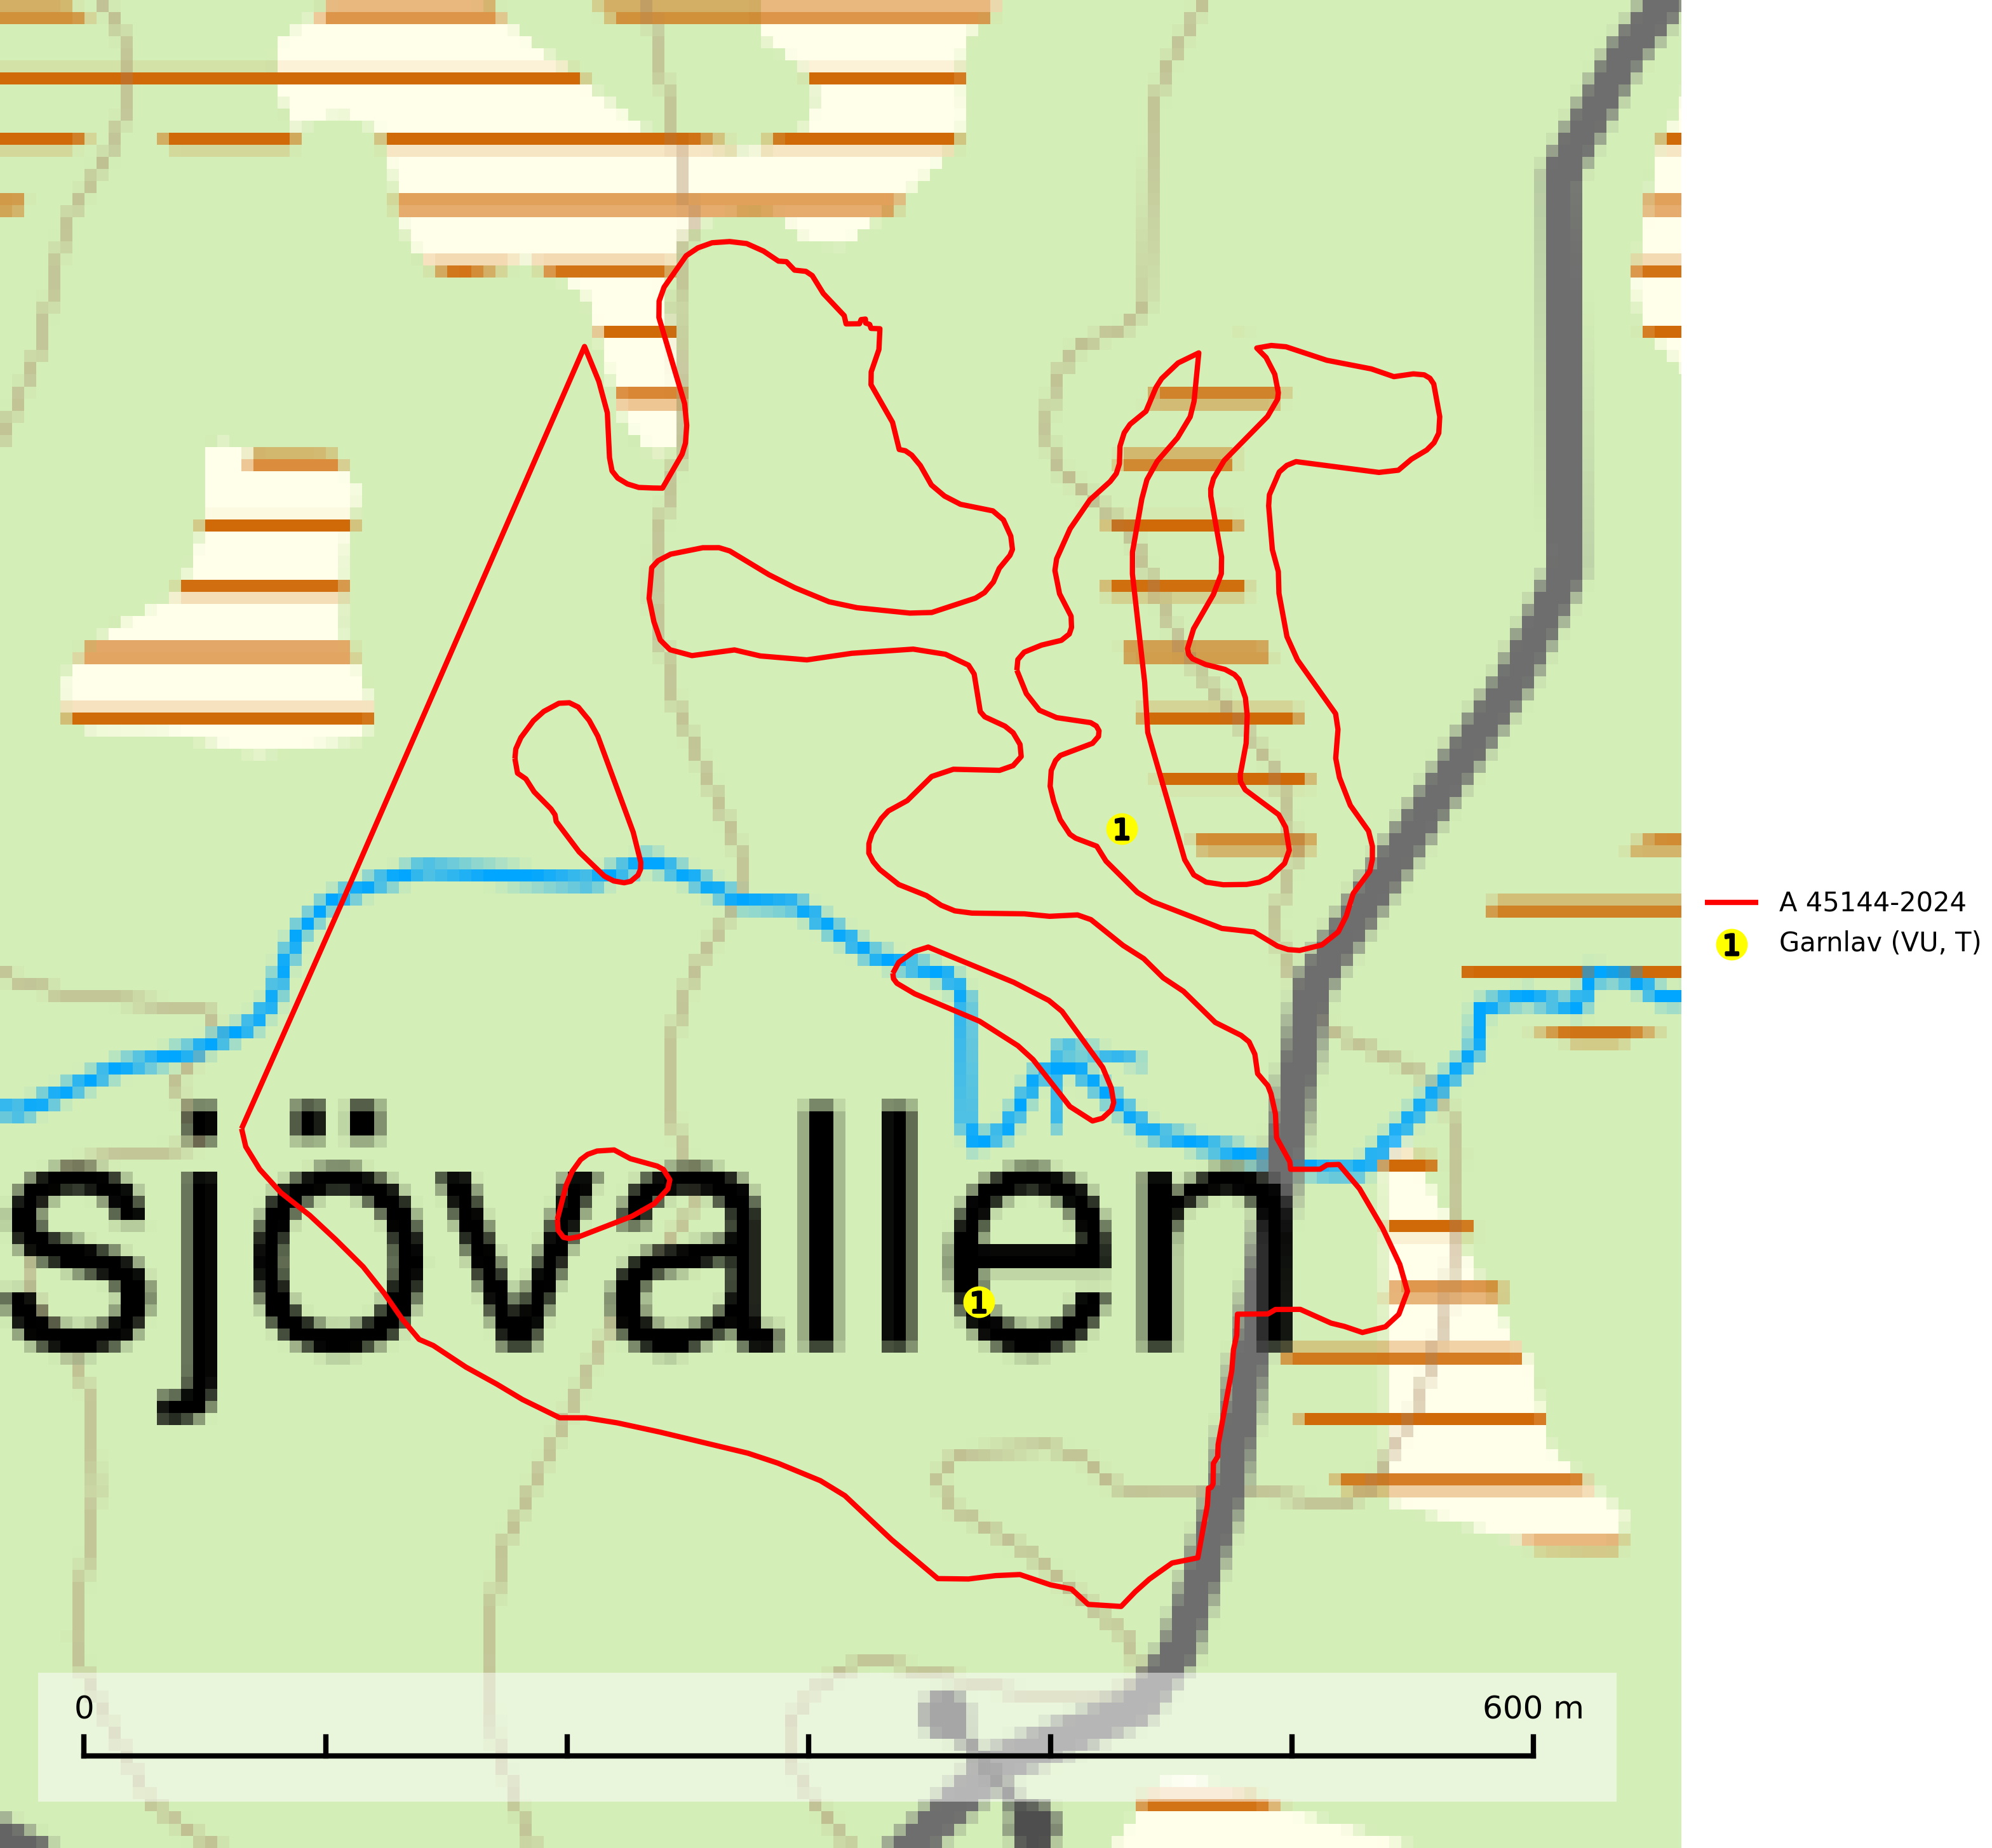 1
A 45144-2024
1 Garnlav (VU, T)
sjövallen
1
0
600 m